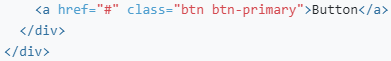 <a href="#" class="btn btn-primary">Button</a>
</div>
</div>